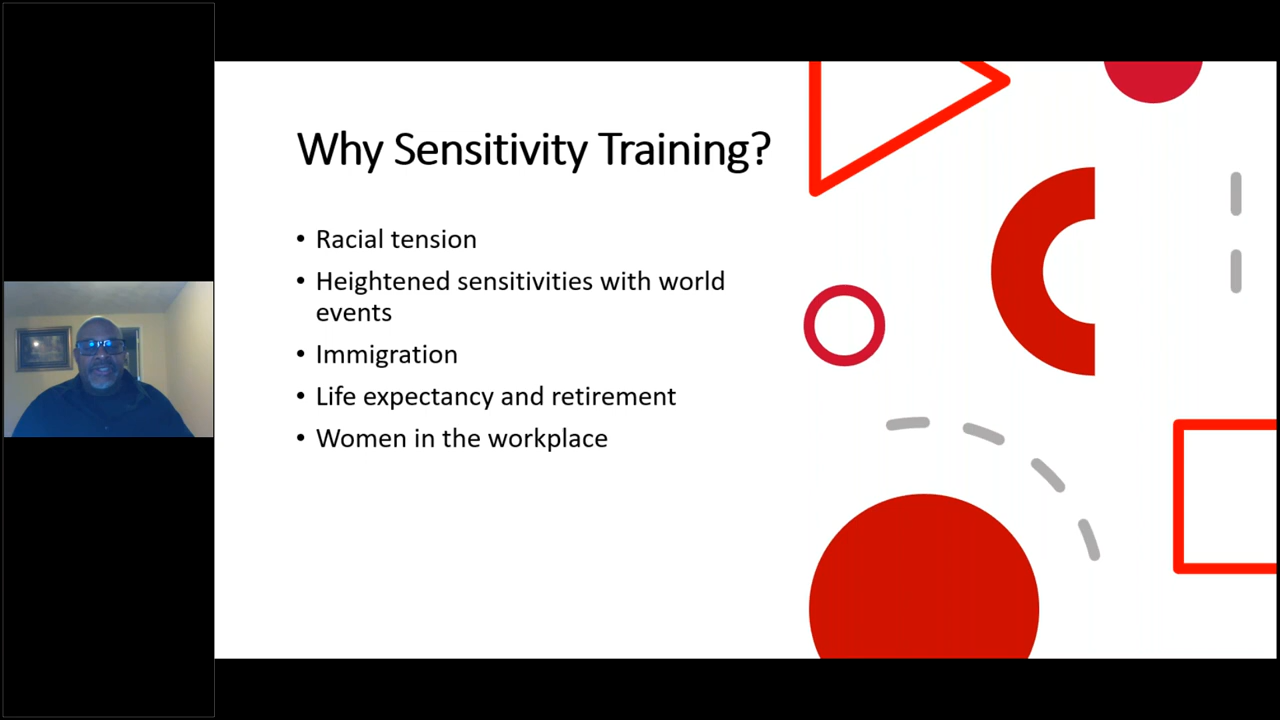 Why Sensitivity Training?
• Racial tension
• Heightened sensitivities with world
events
• Immigration
• Life expectancy and retirement
• Women in the workplace